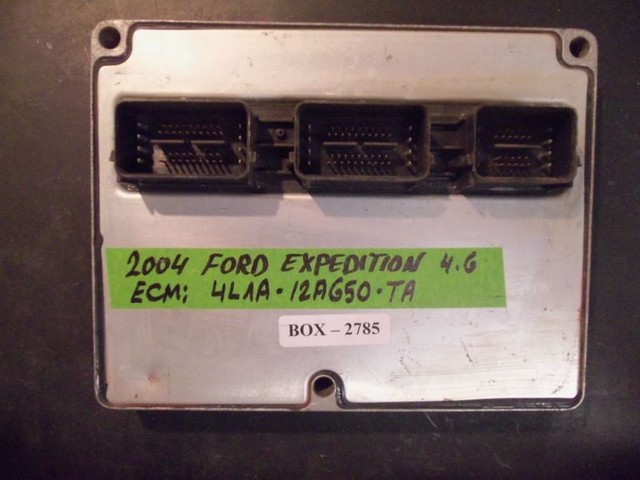 2004 FORD EXPEDITION 4.6
ECM: 4L1A·12A650·TA
BOX – 2785